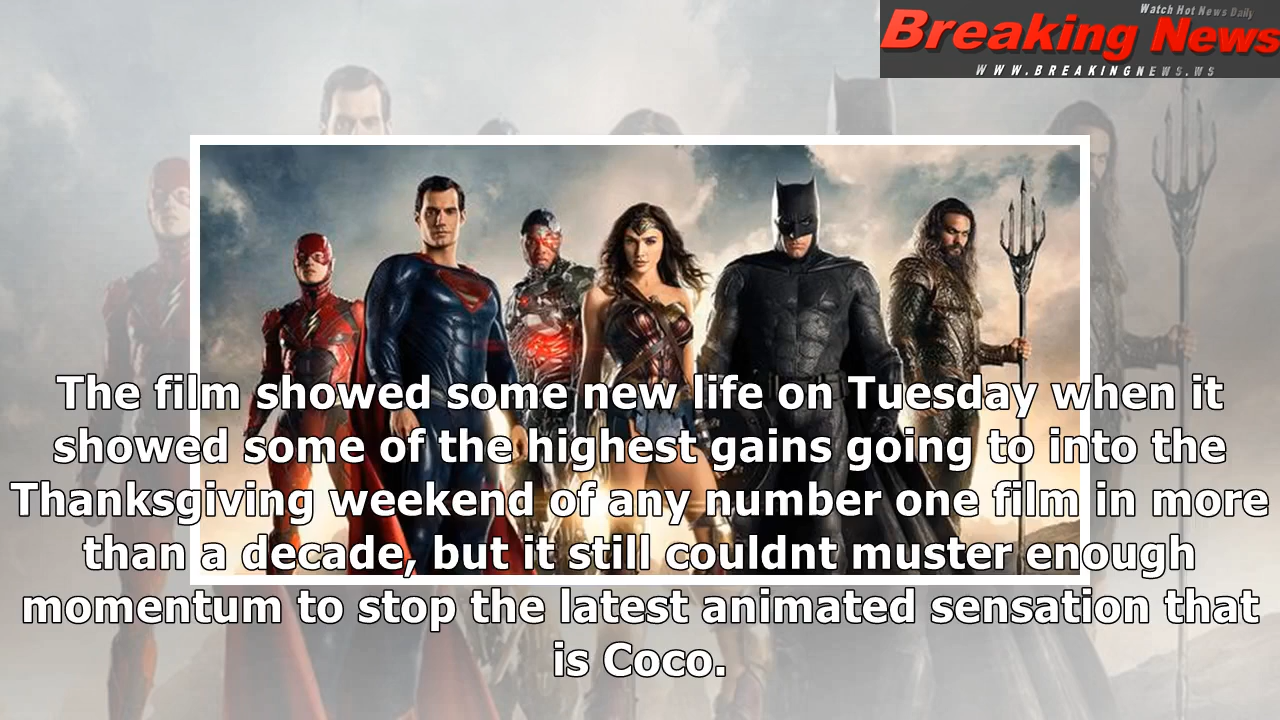 Watch Hot News Daily
Breaking News
WWW.BREAKINGNEWS.WS
The film showed some new life on Tuesday when it
showed some of the highest gains going to into the
Thanksgiving weekend of any number one film in more
than a decade, but it still couldnt muster enough
momentum to stop the latest animated sensation that
is Coco.